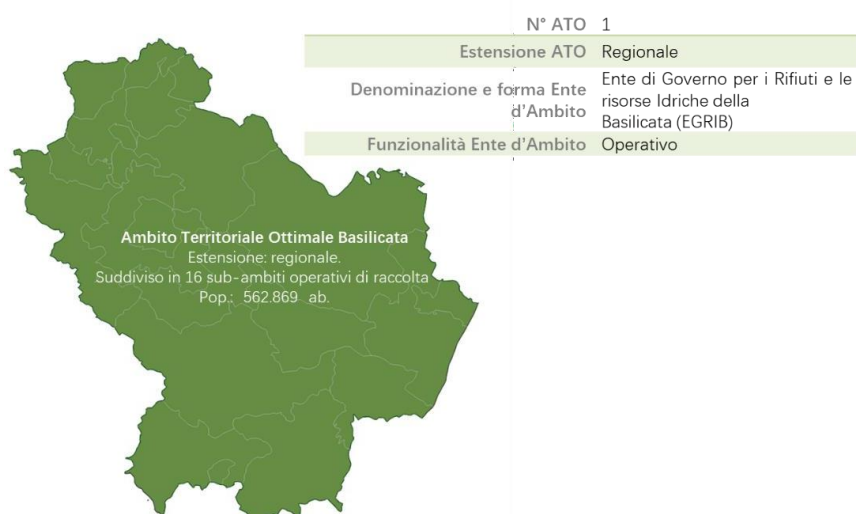 N° ATO 1
Estensione ATO Regionale
Denominazione e forma Ente d'Ambito Ente di Governo per i Rifiuti e le
risorse Idriche della
Basilicata (EGRIB)
Funzionalità Ente d'Ambito Operativo
Ambito Territoriale Ottimale Basilicata
Estensione: regionale.
Suddiviso in 16 sub-ambiti operativi di raccolta
Pop.: 562.869 ab.